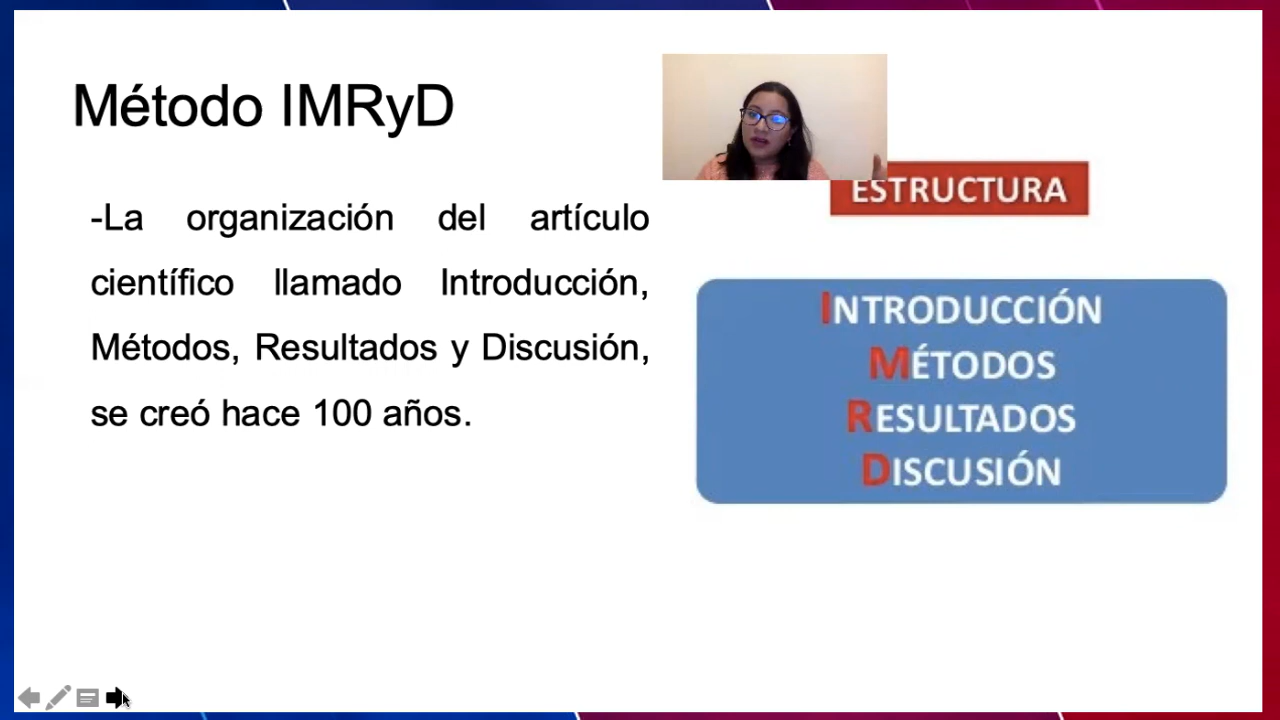 Método IMRyD
-La organización del artículo
científico llamado Introducción,
Métodos, Resultados y Discusión,
se creó hace 100 años.
ESTRUCTURA
INTRODUCCIÓN
MÉTODOS
RESULTADOS
DISCUSIÓN